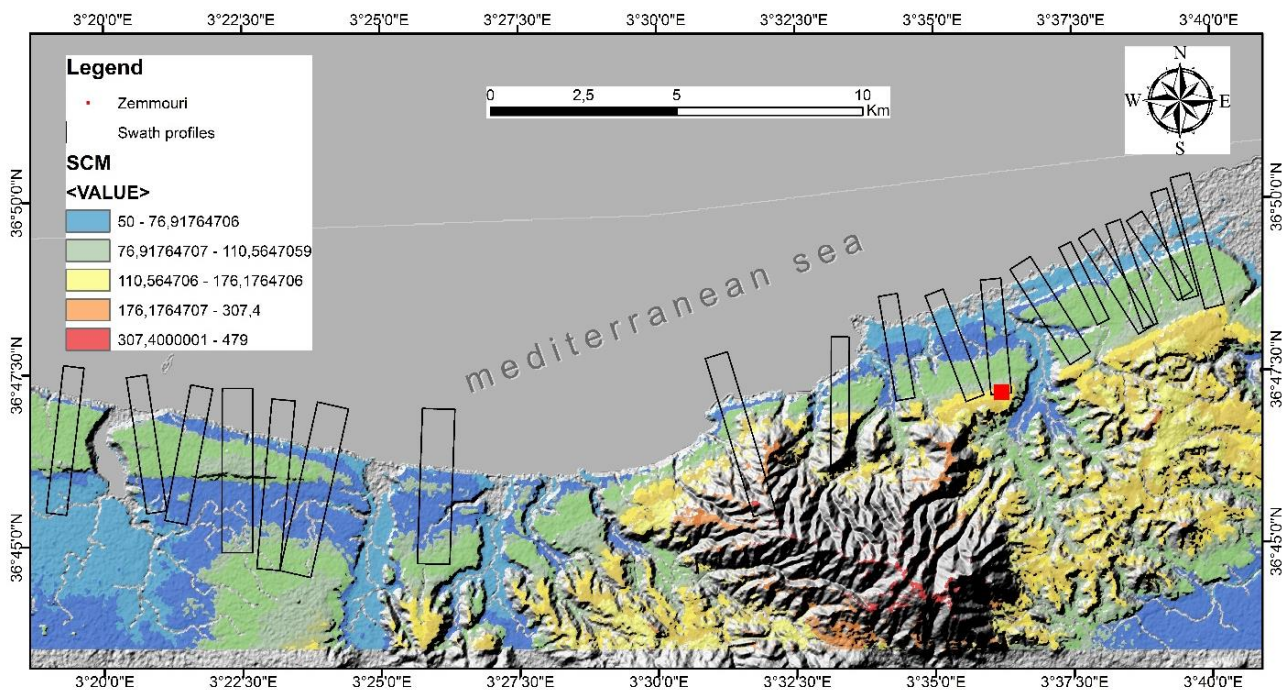 3°20'0"E 3°22'30"E 3°25'0"E 3°27'30"E 3°30'0"E 3°32'30"E 3°35'0"E 3°37'30"E 3°40'0"E
Legend
Zemmouri
Swath profiles
SCM
<VALUE>
50 - 76,91764706
76,91764707 - 110,5647059
110,564706 - 176,1764706
176,1764707 - 307,4
307,4000001 - 479
0 2,5 5 10
Km
N
W E
S
mediterranean sea
36°50'0"N 36°50'0"N
36°47'30"N 36°47'30"N
36°45'0"N 36°45'0"N
3°20'0"E 3°22'30"E 3°25'0"E 3°27'30"E 3°30'0"E 3°32'30"E 3°35'0"E 3°37'30"E 3°40'0"E